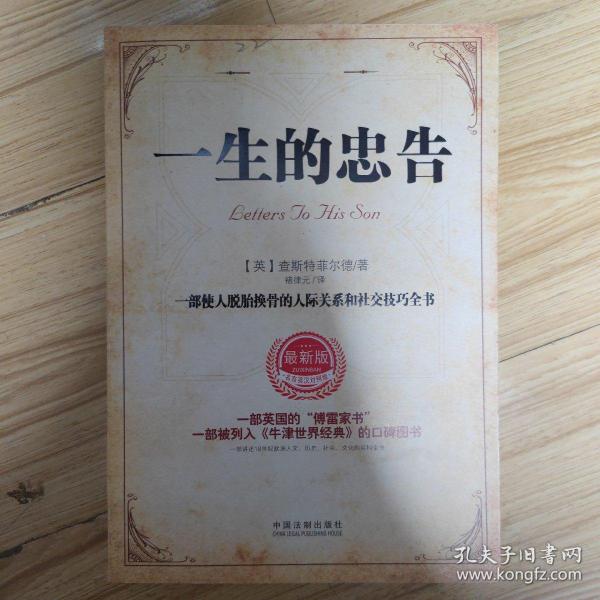 一生的忠告
Letters To His Son
【英】查斯特菲尔德/著
褚律元/译
一部使人脱胎换骨的人际关系和社交技巧全书
最新版
ZUIXINBAN
一部英国的“傅雷家书”
一部被列入《牛津世界经典》的口碑图书
中国法制出版社
CHINA LEGAL PUBLISHING HOUSE
孔夫子旧书网
www.kongfz.com